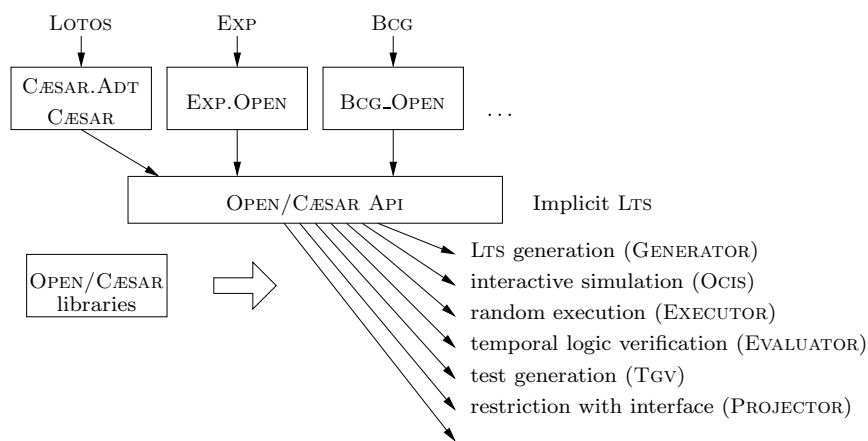 LOTOS EXP BCG
CÆSAR.ADT
CÆSAR
EXP.OPEN
BCG_OPEN
...
OPEN/CÆSAR API
Implicit LTS
OPEN/CÆSAR
libraries
LTS generation (GENERATOR)
interactive simulation (OCIS)
random execution (EXECUTOR)
temporal logic verification (EVALUATOR)
test generation (TGV)
restriction with interface (PROJECTOR)